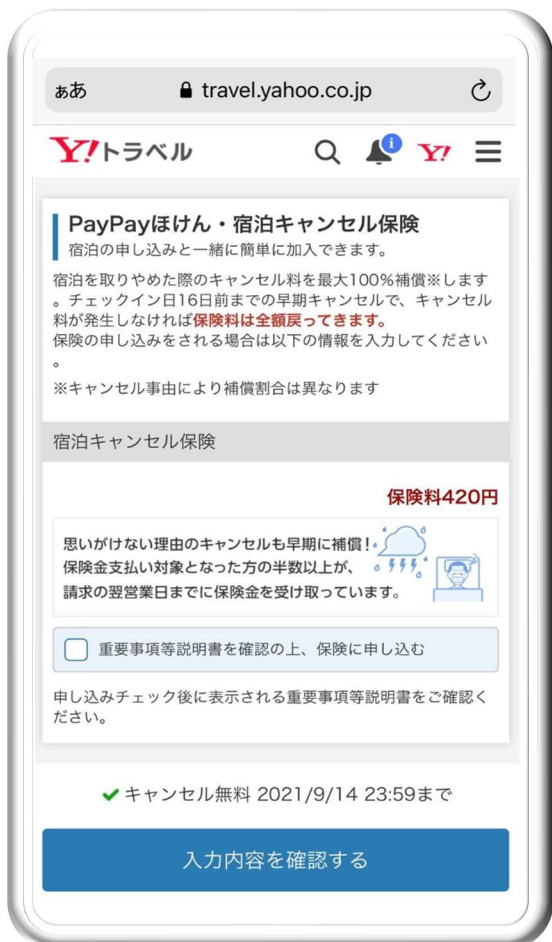 ぁあ travel.yahoo.co.jp
Y!トラベル i Y!
PayPayほけん・宿泊キャンセル保険
宿泊の申し込みと一緒に簡単に加入できます。
宿泊を取りやめた際のキャンセル料を最大100%補償※します
。チェックイン日16日前までの早期キャンセルで、キャンセル
料が発生しなければ保険料は全額戻ってきます。
保険の申し込みをされる場合は以下の情報を入力してください
。
※キャンセル事由により補償割合は異なります
宿泊キャンセル保険
保険料420円
思いがけない理由のキャンセルも早期に補償!
保険金支払い対象となった方の半数以上が、
請求の翌営業日までに保険金を受け取っています。
重要事項等説明書を確認の上、保険に申し込む
申し込みチェック後に表示される重要事項等説明書をご確認く
ださい。
キャンセル無料 2021/9/14 23:59まで
入力内容を確認する